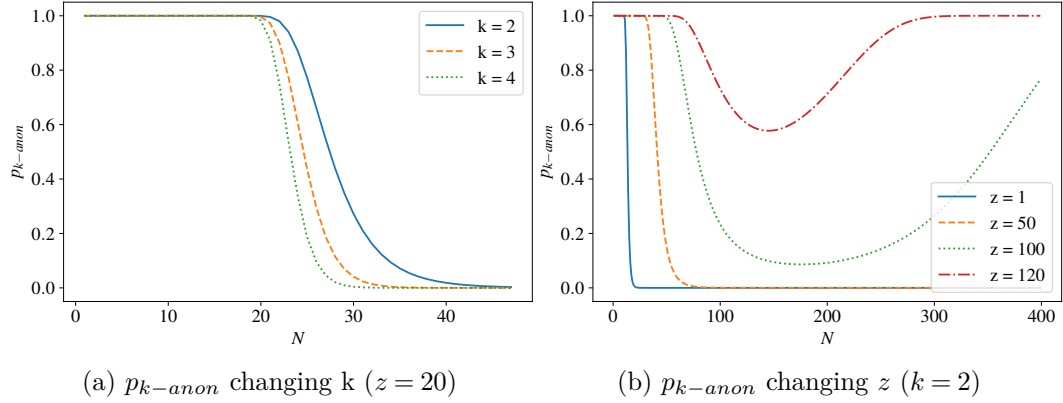 1.0
0.8
0.6
0.4
0.2
0.0
p_{k-anon}
0
10
20
30
40
N
k = 2
k = 3
k = 4
(a) p_{k-anon} changing k (z = 20)
1.0
0.8
0.6
0.4
0.2
0.0
p_{k-anon}
0
100
200
300
400
N
z = 1
z = 50
z = 100
z = 120
(b) p_{k-anon} changing z (k = 2)